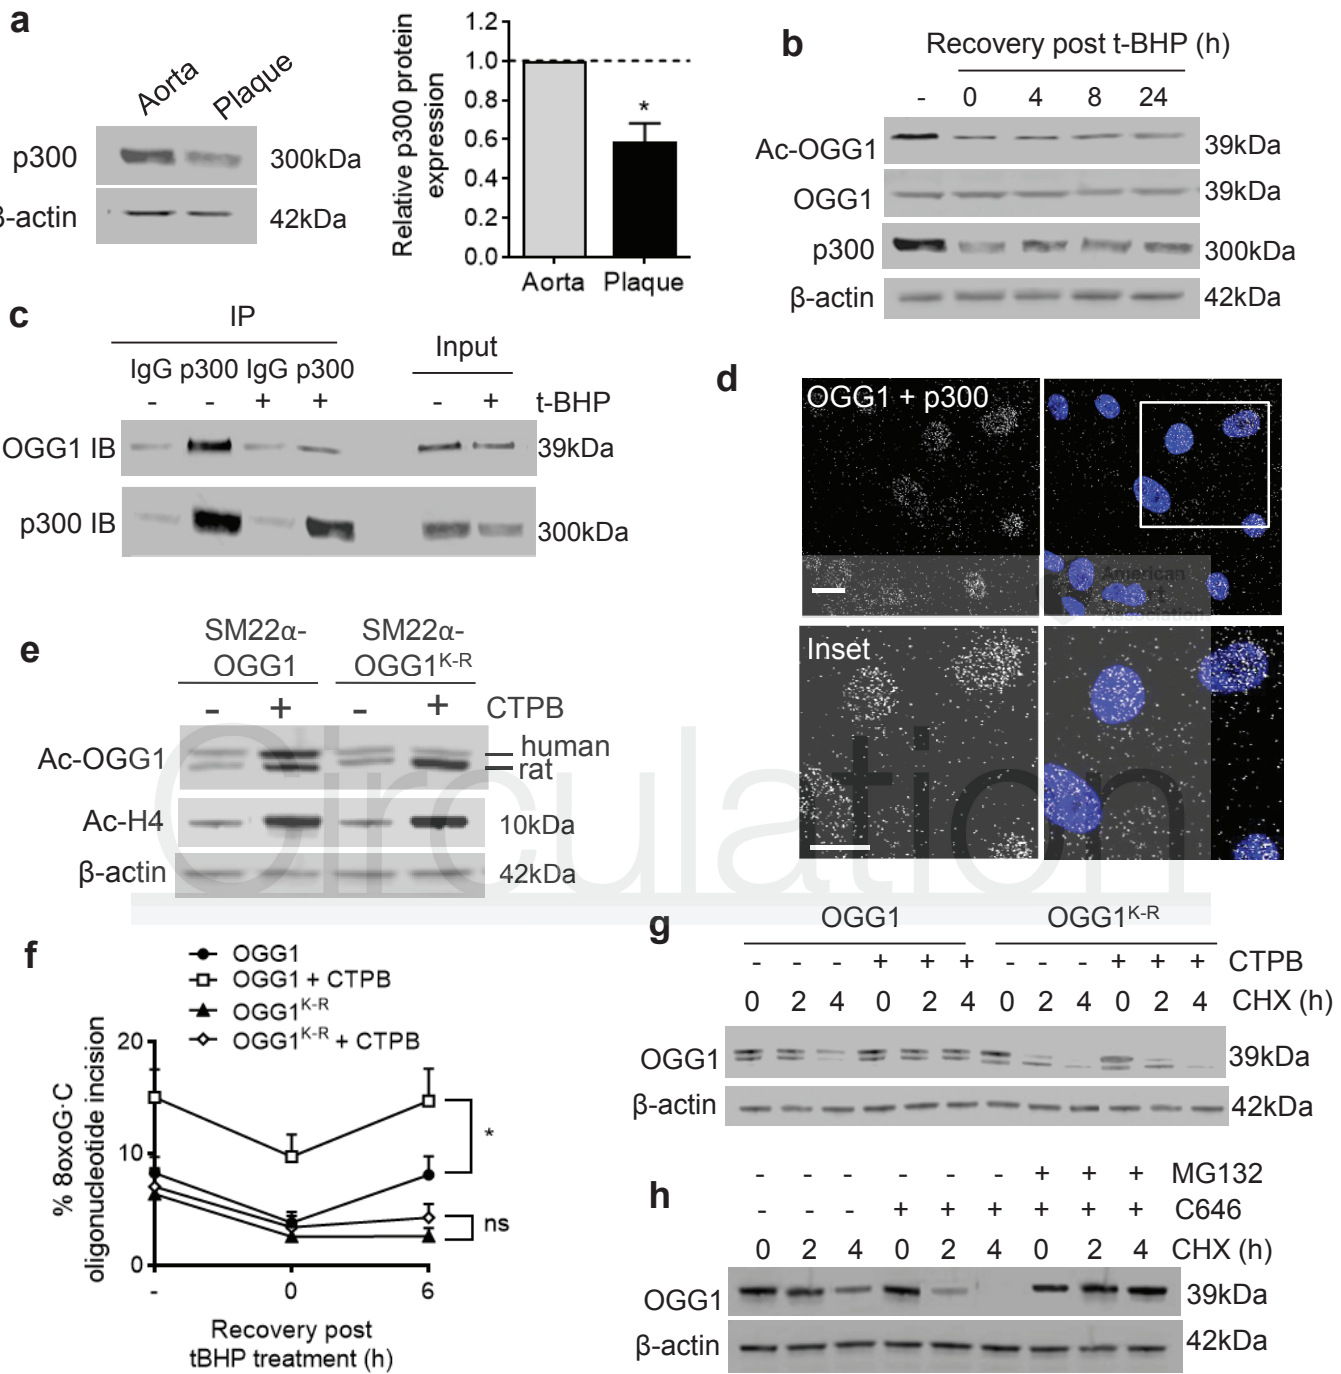 a
Aorta
Plaque
p300
300kDa
β-actin
42kDa
Relative p300 protein
expression
1.2
1.0
0.8
0.6
0.4
0.2
0.0
*
Aorta Plaque
b
Recovery post t-BHP (h)
- 0 4 8 24
Ac-OGG1 39kDa
OGG1 39kDa
p300 300kDa
β-actin 42kDa
c
IP
Input
IgG p300 IgG p300
- - + + - + t-BHP
OGG1 IB 39kDa
p300 IB 300kDa
d
OGG1 + p300
American
Association
Inset
e
SM22α-
OGG1
SM22α-
OGG1K-R
- + - + CTPB
Ac-OGG1
human
rat
Ac-H4 10kDa
β-actin 42kDa
Circulation
f
OGG1
OGG1 + CTPB
OGG1K-R
OGG1K-R + CTPB
% 8oxoG·C
oligonucleotide incision
20
10
0
*
ns
- 0 6
Recovery post
tBHP treatment (h)
g
OGG1 OGG1K-R
- - - + + + - - - + + + CTPB
0 2 4 0 2 4 0 2 4 0 2 4 CHX (h)
OGG1 39kDa
β-actin 42kDa
h
- - - - - - + + + MG132
- - - + + + + + + C646
0 2 4 0 2 4 0 2 4 CHX (h)
OGG1 39kDa
β-actin 42kDa